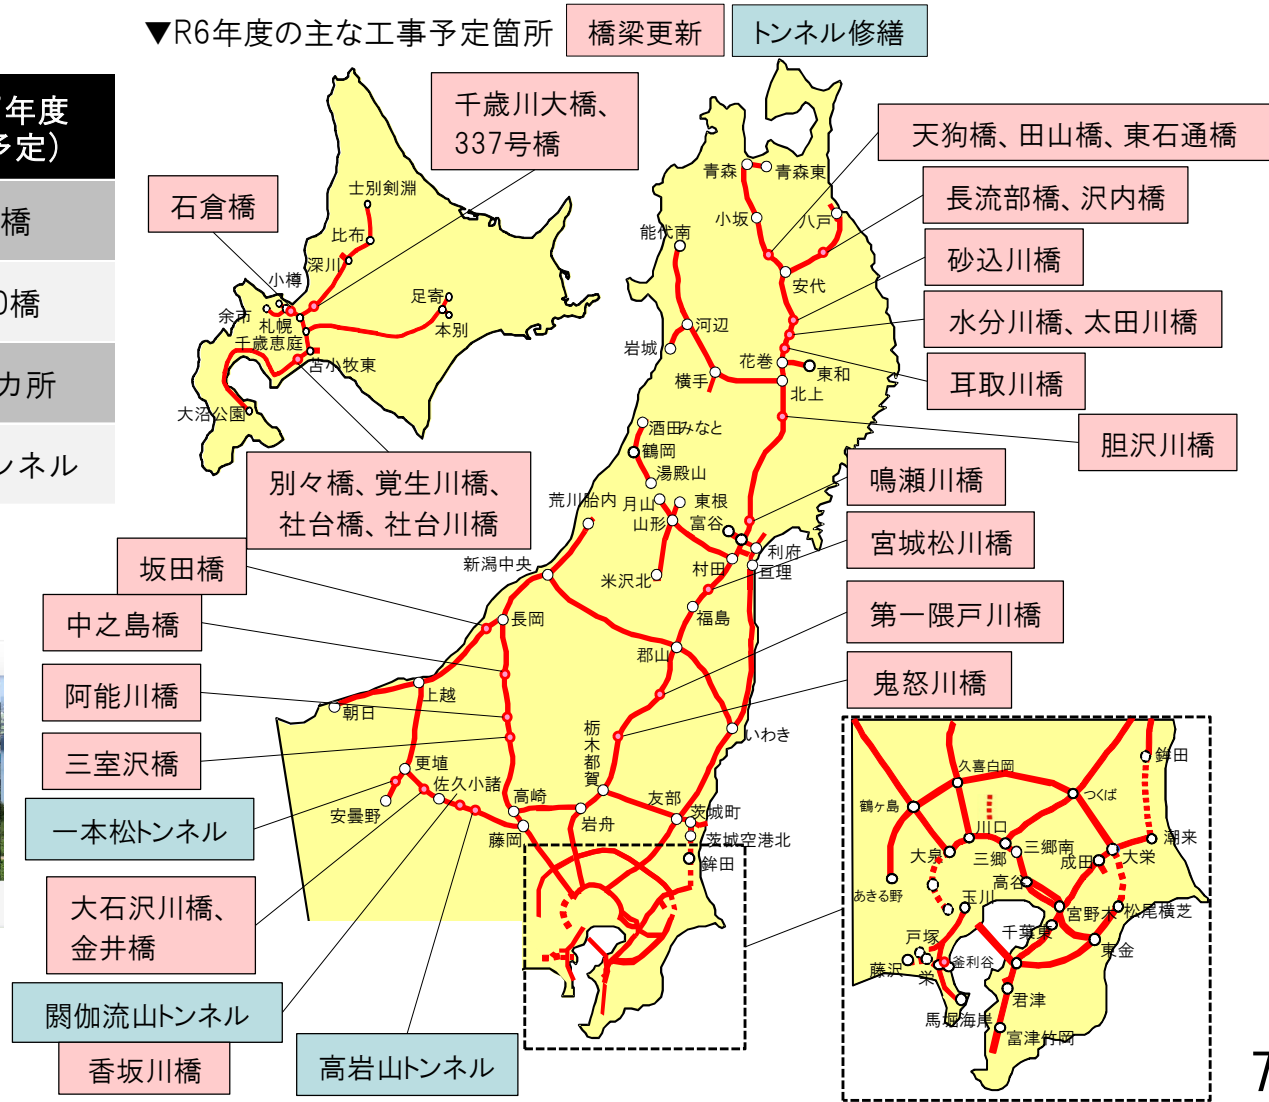 ▼R6年度の主な工事予定箇所
橋梁更新
トンネル修繕
年度
予定）
橋
0橋
カ所
ンネル
千歳川大橋、
337号橋
石倉橋
士別剣淵
比布
深川
小樽
余市
札幌
千歳恵庭
苫小牧東
足寄
本別
大沼公園
別々橋、覚生川橋、
社台橋、社台川橋
天狗橋、田山橋、東石通橋
長流部橋、沢内橋
砂込川橋
水分川橋、太田川橋
耳取川橋
胆沢川橋
鳴瀬川橋
宮城松川橋
第一隈戸川橋
鬼怒川橋
青森
青森東
小坂
八戸
能代南
安代
河辺
岩城
花巻
東和
横手
北上
酒田みなと
鶴岡
湯殿山
荒川胎内
月山
東根
山形
富谷
利府
村田
亘理
新潟中央
米沢北
福島
長岡
郡山
上越
朝日
いわき
栃木都賀
更埴
佐久小諸
安曇野
高崎
藤岡
岩舟
友部
茨城町
茨城空港北
鉾田
坂田橋
中之島橋
阿能川橋
三室沢橋
一本松トンネル
大石沢川橋、
金井橋
閼伽流山トンネル
香坂川橋
高岩山トンネル
鉾田
久喜白岡
鶴ヶ島
つくば
川口
大泉
三郷
三郷南
成田
大栄
潮来
あきる野
玉川
高谷
宮野木
松尾横芝
千葉東
東金
戸塚
藤沢
栄
釜利谷
馬堀海岸
君津
富津竹岡
7